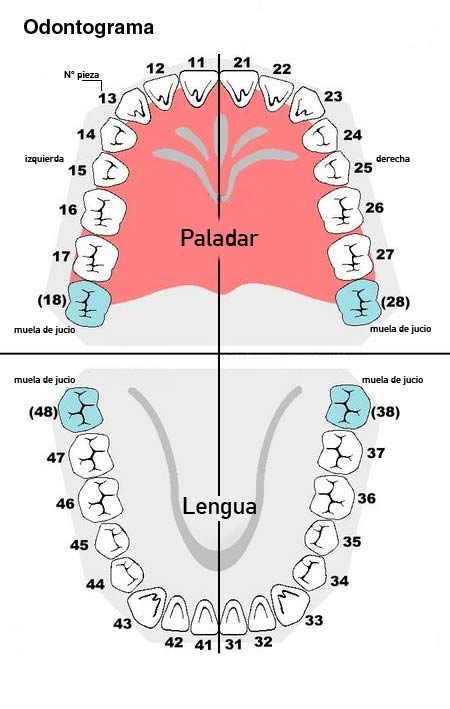 Odontograma
11 21
12 22
N° pieza
13 23
14 24
izquierda derecha
15 25
16 26
Paladar
17 27
(18) (28)
muela de jucio muela de jucio
muela de jucio muela de jucio
(48) (38)
47 37
46 36
Lengua
45 35
44 34
43 33
42 41 31 32